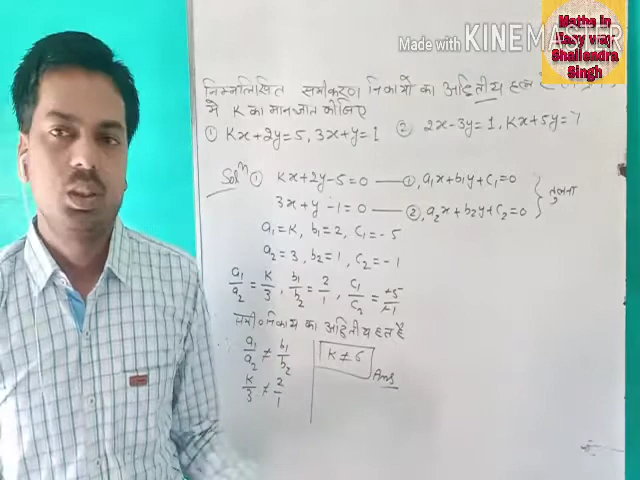 Maths In
Easy way
Shailendra
Singh
Made with KINEMASTER
निम्नलिखित समीकरण निकायों का अद्वितीय हल है
में K का मान ज्ञात कीजिए
① Kx+2y=5, 3x+y=1 ② 2x-3y=1, Kx+5y=7
Solⁿ ① Kx+2y-5=0 —— ①, a₁x+b₁y+c₁=0
3x+y-1=0 —— ②, a₂x+b₂y+c₂=0 } तुलना
a₁=K, b₁=2, c₁=-5
a₂=3, b₂=1, c₂=-1
a₁/a₂ = K/3, b₁/b₂ = 2/1, c₁/c₂ = +5/+1
समी० निकाय का अद्वितीय हल है
a₁/a₂ ≠ b₁/b₂
K/3 ≠ 2/1
K ≠ 6 Ans